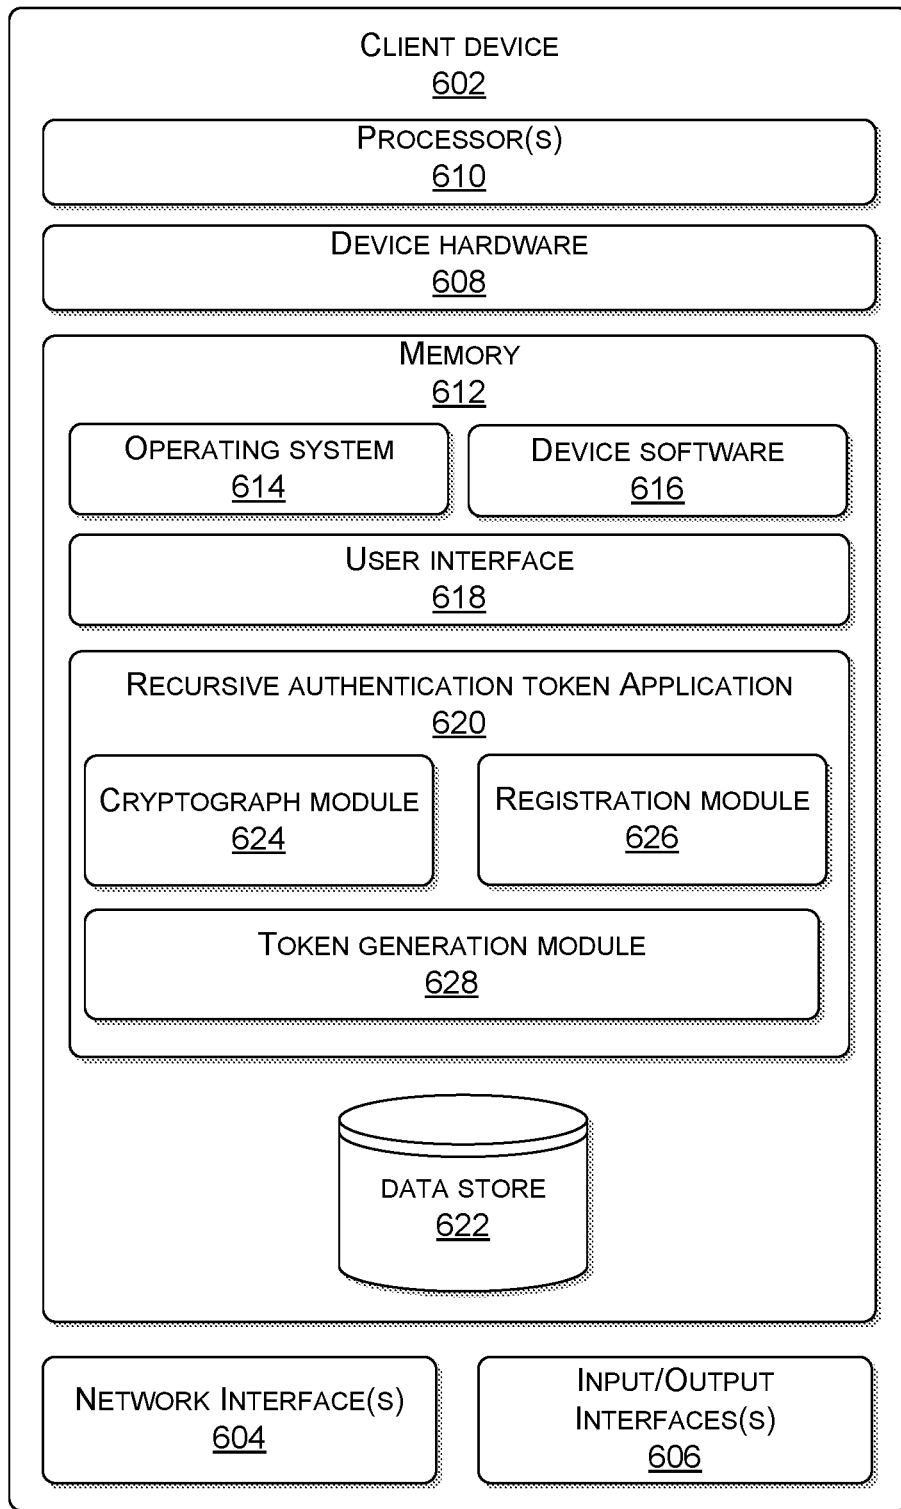 CLIENT DEVICE
602
PROCESSOR(S)
610
DEVICE HARDWARE
608
MEMORY
612
OPERATING SYSTEM
614
DEVICE SOFTWARE
616
USER INTERFACE
618
RECURSIVE AUTHENTICATION TOKEN APPLICATION
620
CRYPTOGRAPH MODULE
624
REGISTRATION MODULE
626
TOKEN GENERATION MODULE
628
DATA STORE
622
NETWORK INTERFACE(S)
604
INPUT/OUTPUT
INTERFACES(S)
606